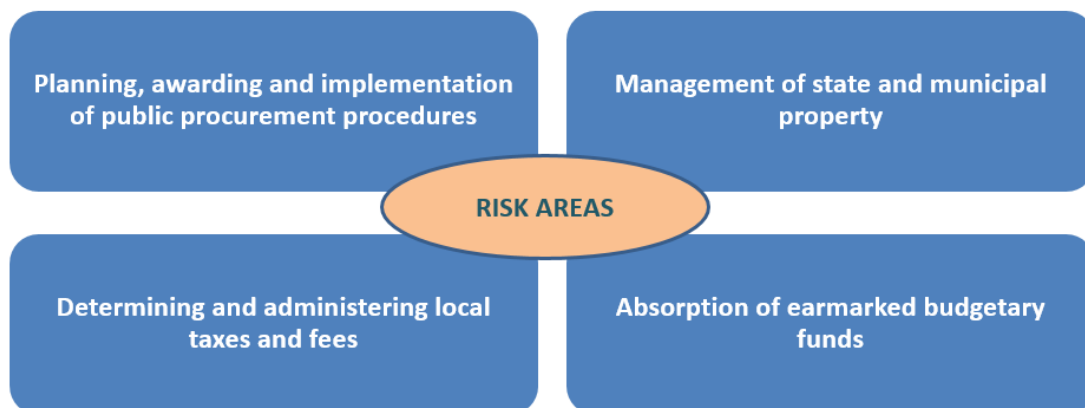 Planning, awarding and implementation
of public procurement procedures
Management of state and municipal
property
RISK AREAS
Determining and administering local
taxes and fees
Absorption of earmarked budgetary
funds